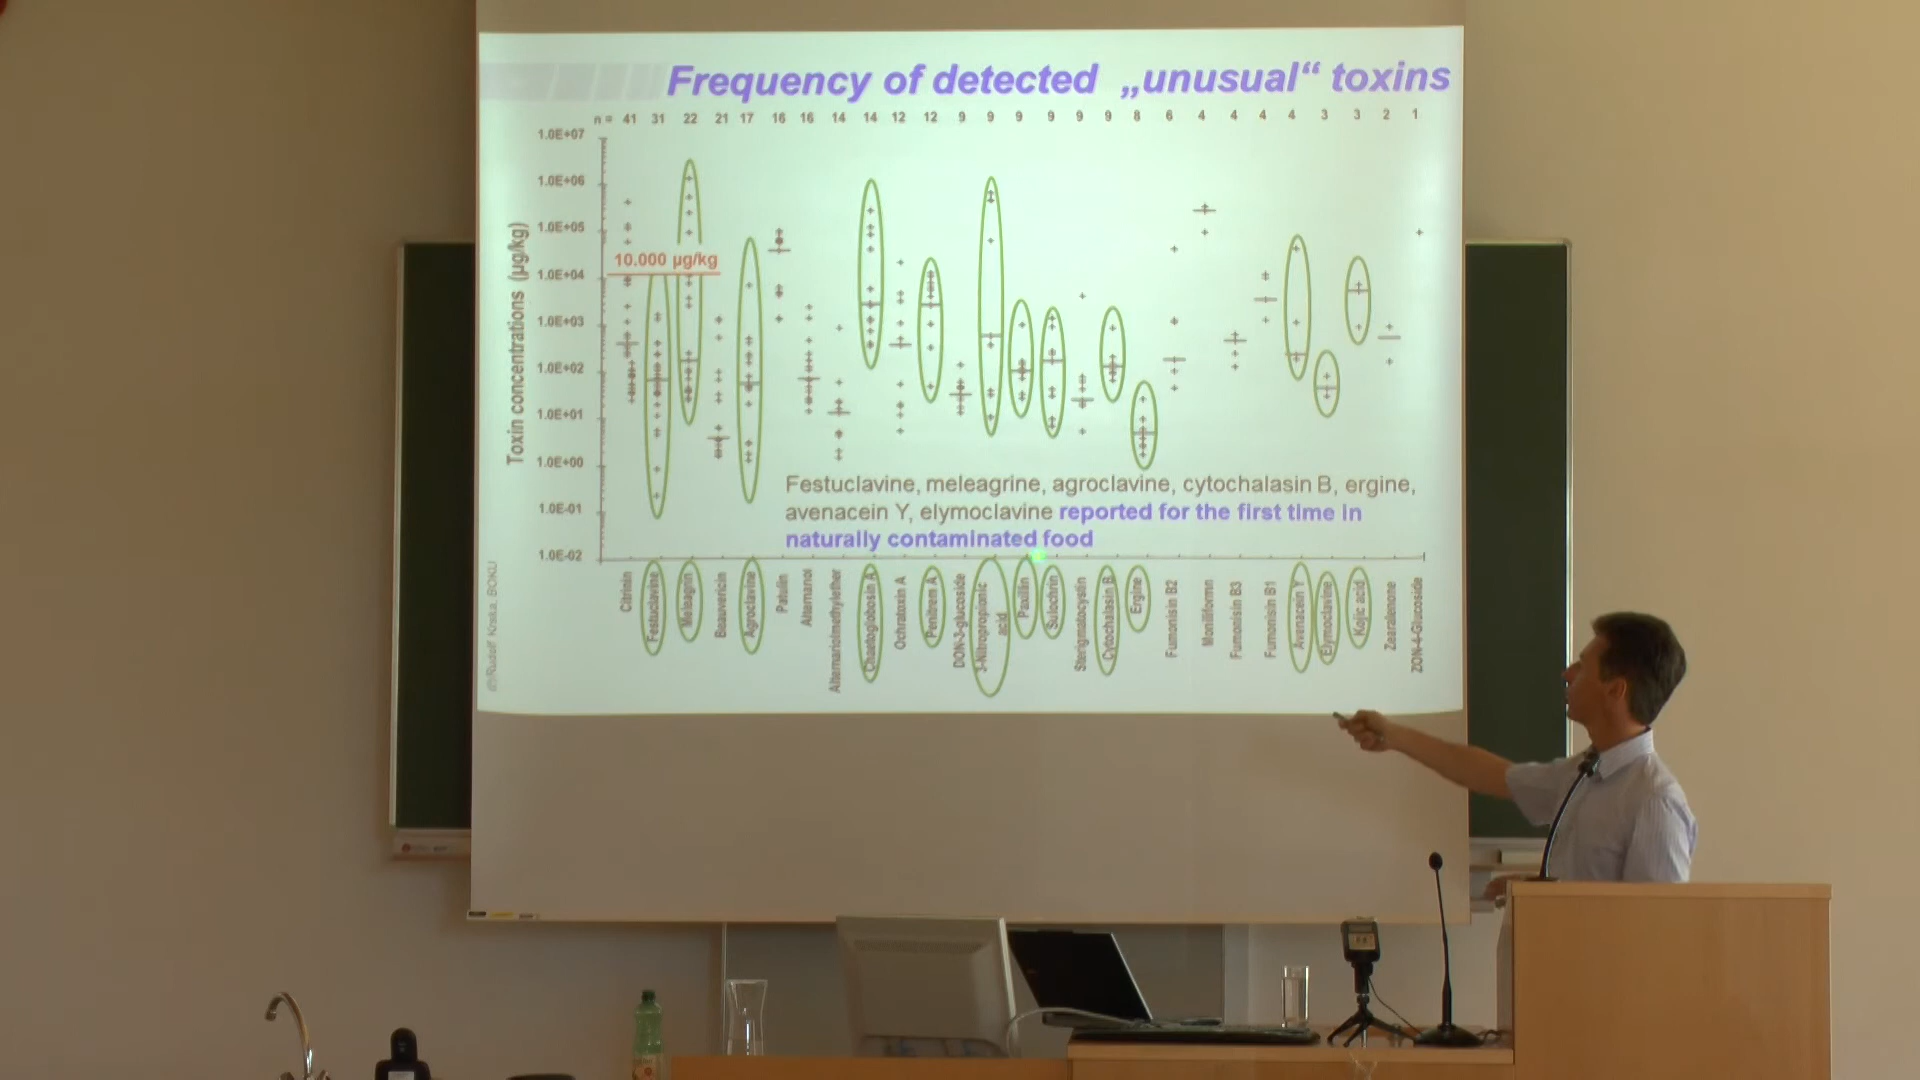 Frequency of detected „unusual“ toxins
n = 41 31 22 21 17 16 16 14 14 12 12 9 9 9 9 9 9 8 6 4 4 4 4 3 3 2 1
1.0E+07
1.0E+06
1.0E+05
10.000 µg/kg
1.0E+04
1.0E+03
1.0E+02
1.0E+01
1.0E+00
1.0E-01
1.0E-02
Toxin concentrations (µg/kg)
Festuclavine, meleagrine, agroclavine, cytochalasin B, ergine,
avenacein Y, elymoclavine reported for the first time in
naturally contaminated food
Citrinin
Festuclavine
Meleagrin
Beauvericin
Agroclavine
Patulin
Alternariol
Alternariolmethylether
Chaetoglobosin A
Ochratoxin A
Penitrem A
DON-3-glucoside
3-Nitropropionic
acid
Paxillin
Sulochrin
Sterigmatocystin
Cytochalasin B
Ergine
Fumonisin B2
Moniliformin
Fumonisin B3
Fumonisin B1
Avenacein Y
Elymoclavine
Kojic acid
Zearalenone
ZON-4-Glucoside
Rudolf Krska, BOKU